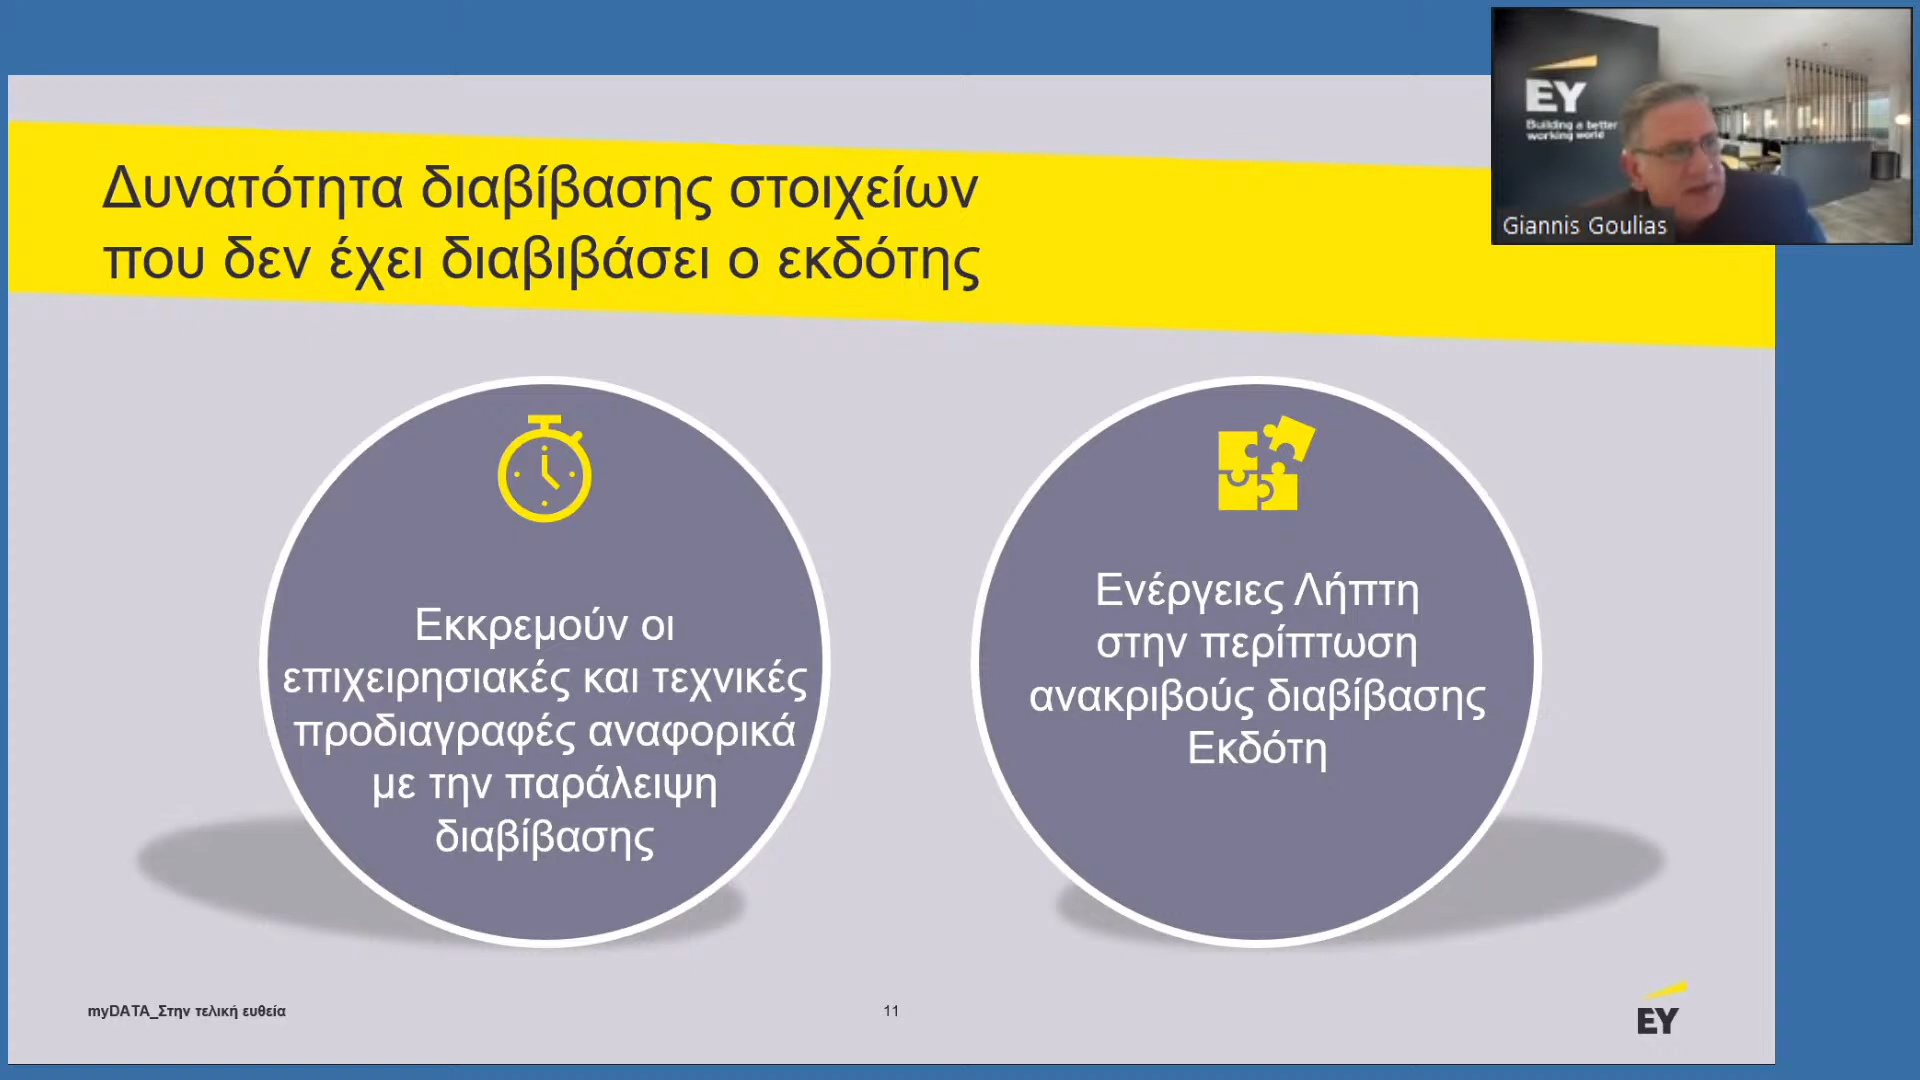 EY
Building a better
working world
Giannis Goulias
Δυνατότητα διαβίβασης στοιχείων
που δεν έχει διαβιβάσει ο εκδότης
Εκκρεμούν οι
επιχειρησιακές και τεχνικές
προδιαγραφές αναφορικά
με την παράλειψη
διαβίβασης
Ενέργειες Λήπτη
στην περίπτωση
ανακριβούς διαβίβασης
Εκδότη
myDATA_Στην τελική ευθεία
11
EY